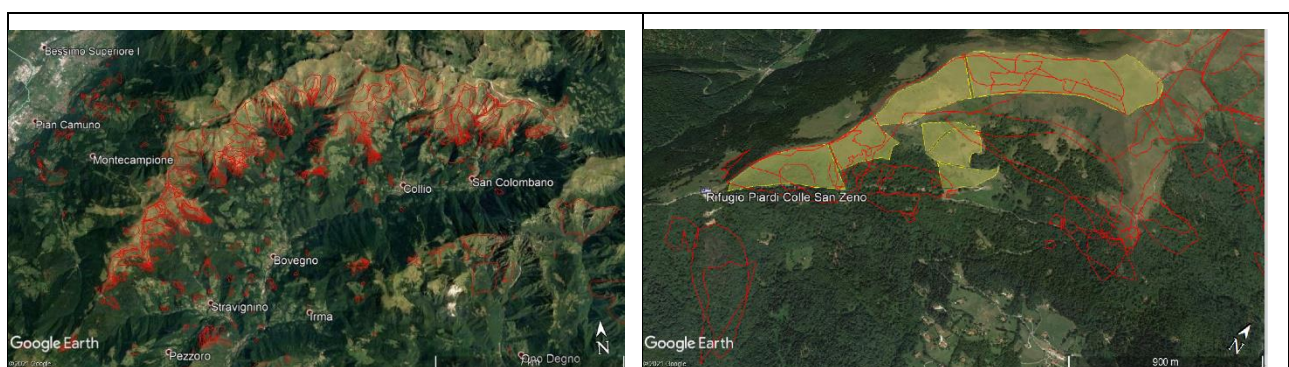 Bessimo Superiore I
Pian Camuno
Montecampione
Collio
San Colombano
Bovegno
Stravignino
Irma
Pezzoro
Degno
Google Earth
N
Rifugio Piardi Colle San Zeno
Google Earth
900 m
N